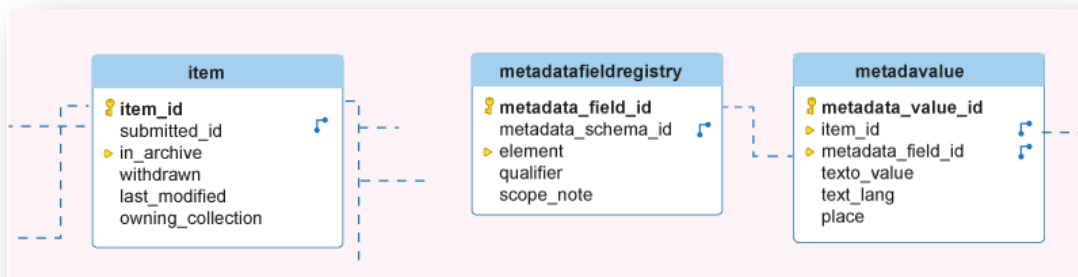 item
item_id
submitted_id
in_archive
withdrawn
last_modified
owning_collection
metadatafieldregistry
metadata_field_id
metadata_schema_id
element
qualifier
scope_note
metadavalue
metadata_value_id
item_id
metadata_field_id
texto_value
text_lang
place